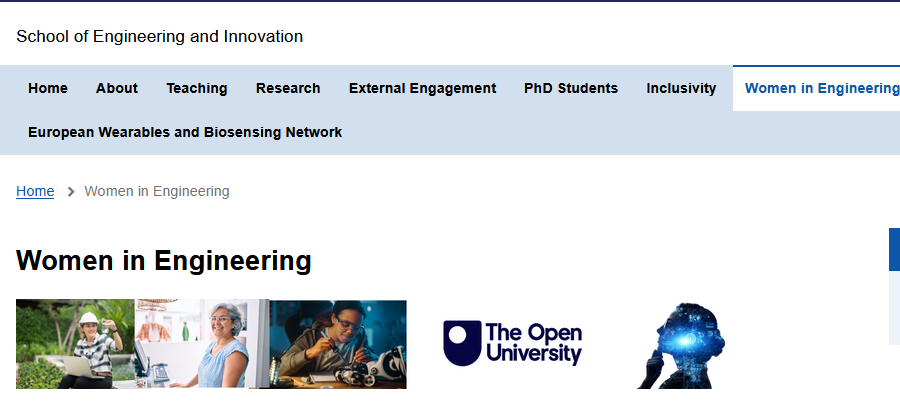 School of Engineering and Innovation
Home About Teaching Research External Engagement PhD Students Inclusivity Women in Engineering
European Wearables and Biosensing Network
Home > Women in Engineering
Women in Engineering
The Open
University